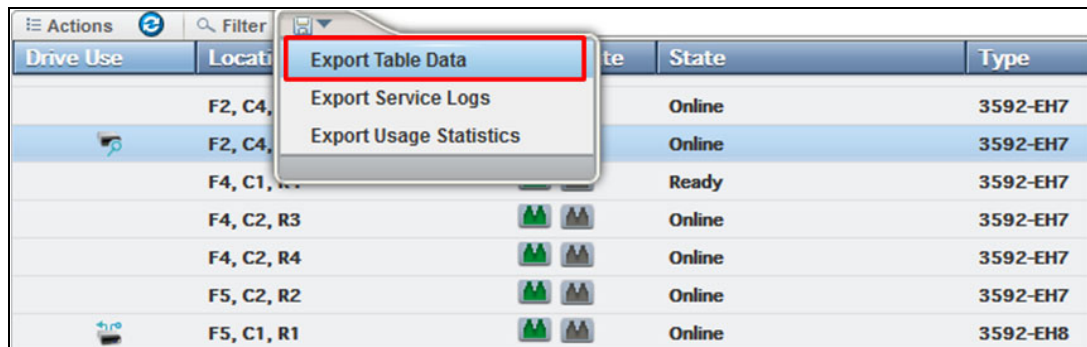 Actions Filter
Drive Use Locati te State Type
Export Table Data
Export Service Logs
Export Usage Statistics
F2, C4, Online 3592-EH7
F2, C4, Online 3592-EH7
F4, C1, Ready 3592-EH7
F4, C2, R3 Online 3592-EH7
F4, C2, R4 Online 3592-EH7
F5, C2, R2 Online 3592-EH7
F5, C1, R1 Online 3592-EH8